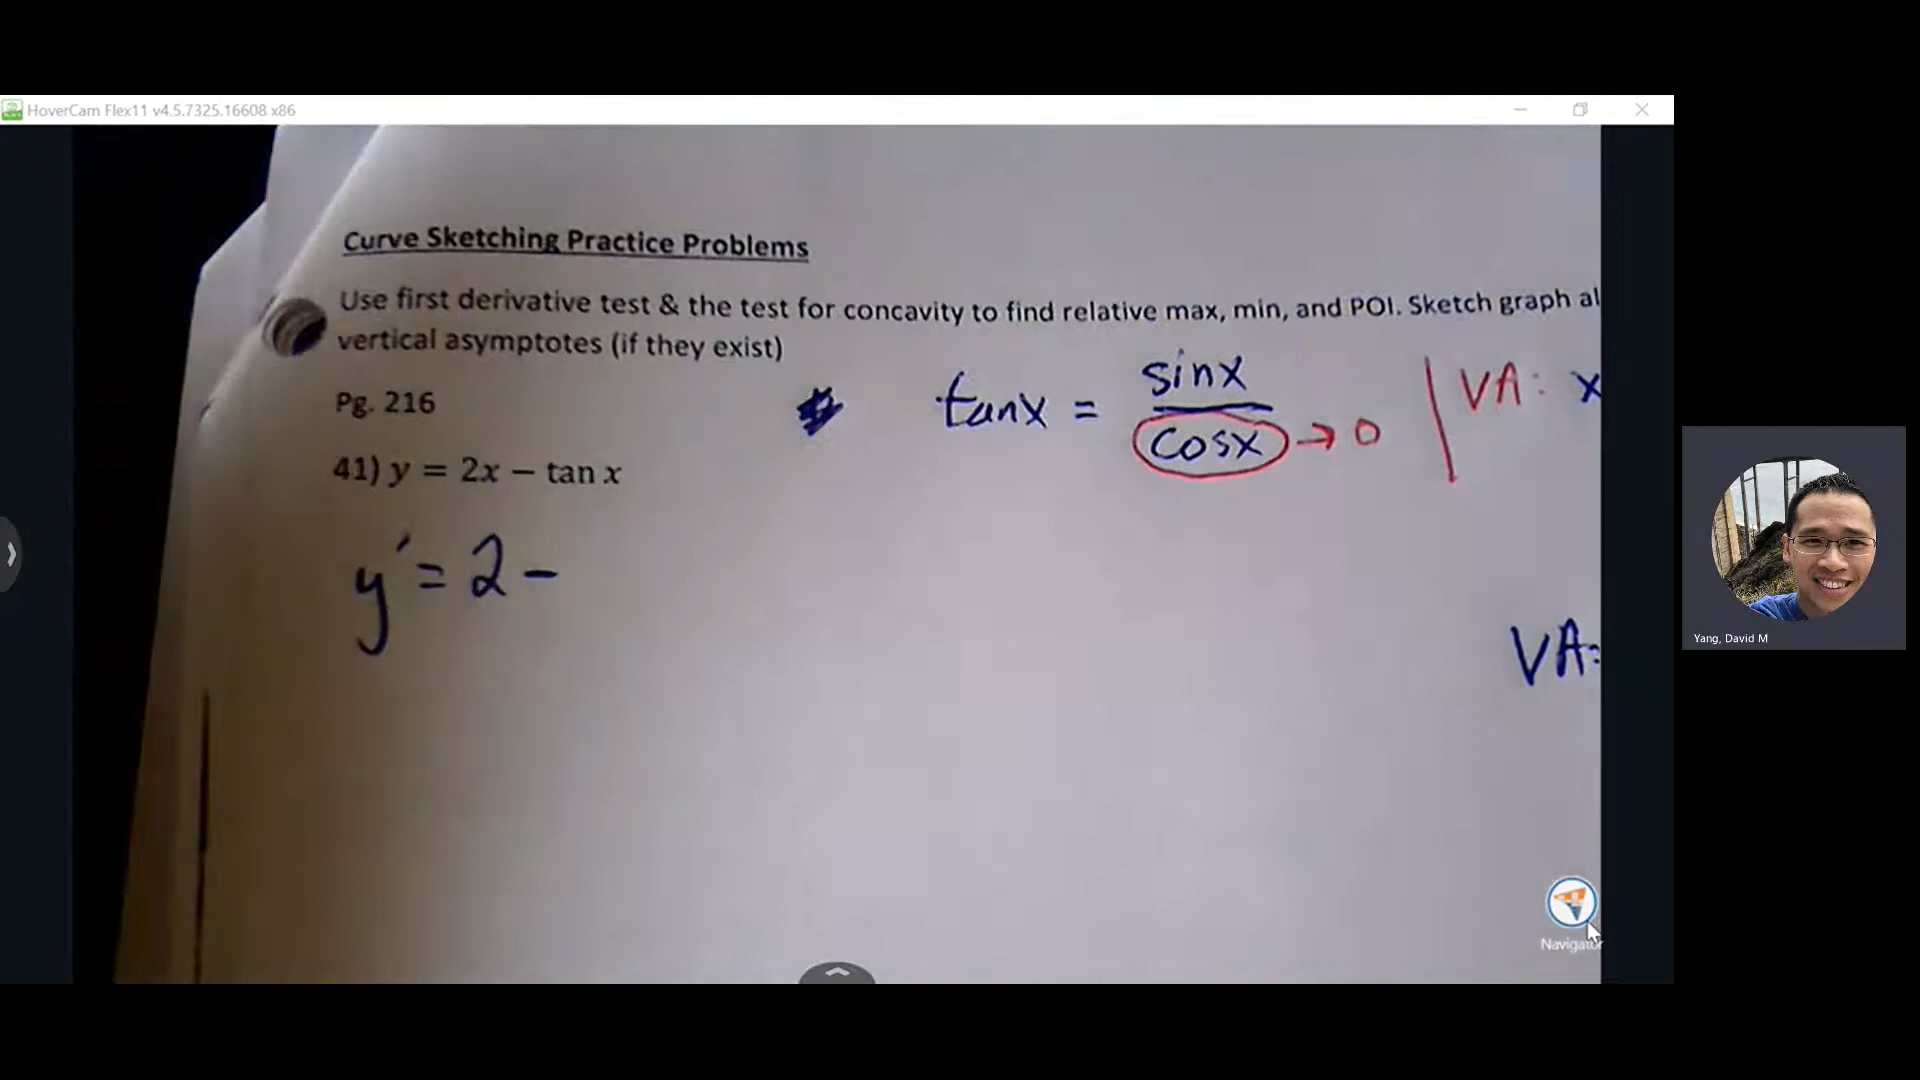 HoverCam Flex11 v4.5.7325.16608 x86
Curve Sketching Practice Problems
Use first derivative test & the test for concavity to find relative max, min, and POI. Sketch graph al
vertical asymptotes (if they exist)
Pg. 216
tanx = sinx / cosx → 0 | VA: x
41) y = 2x − tan x
y' = 2 −
VA:
Yang, David M
Navigator